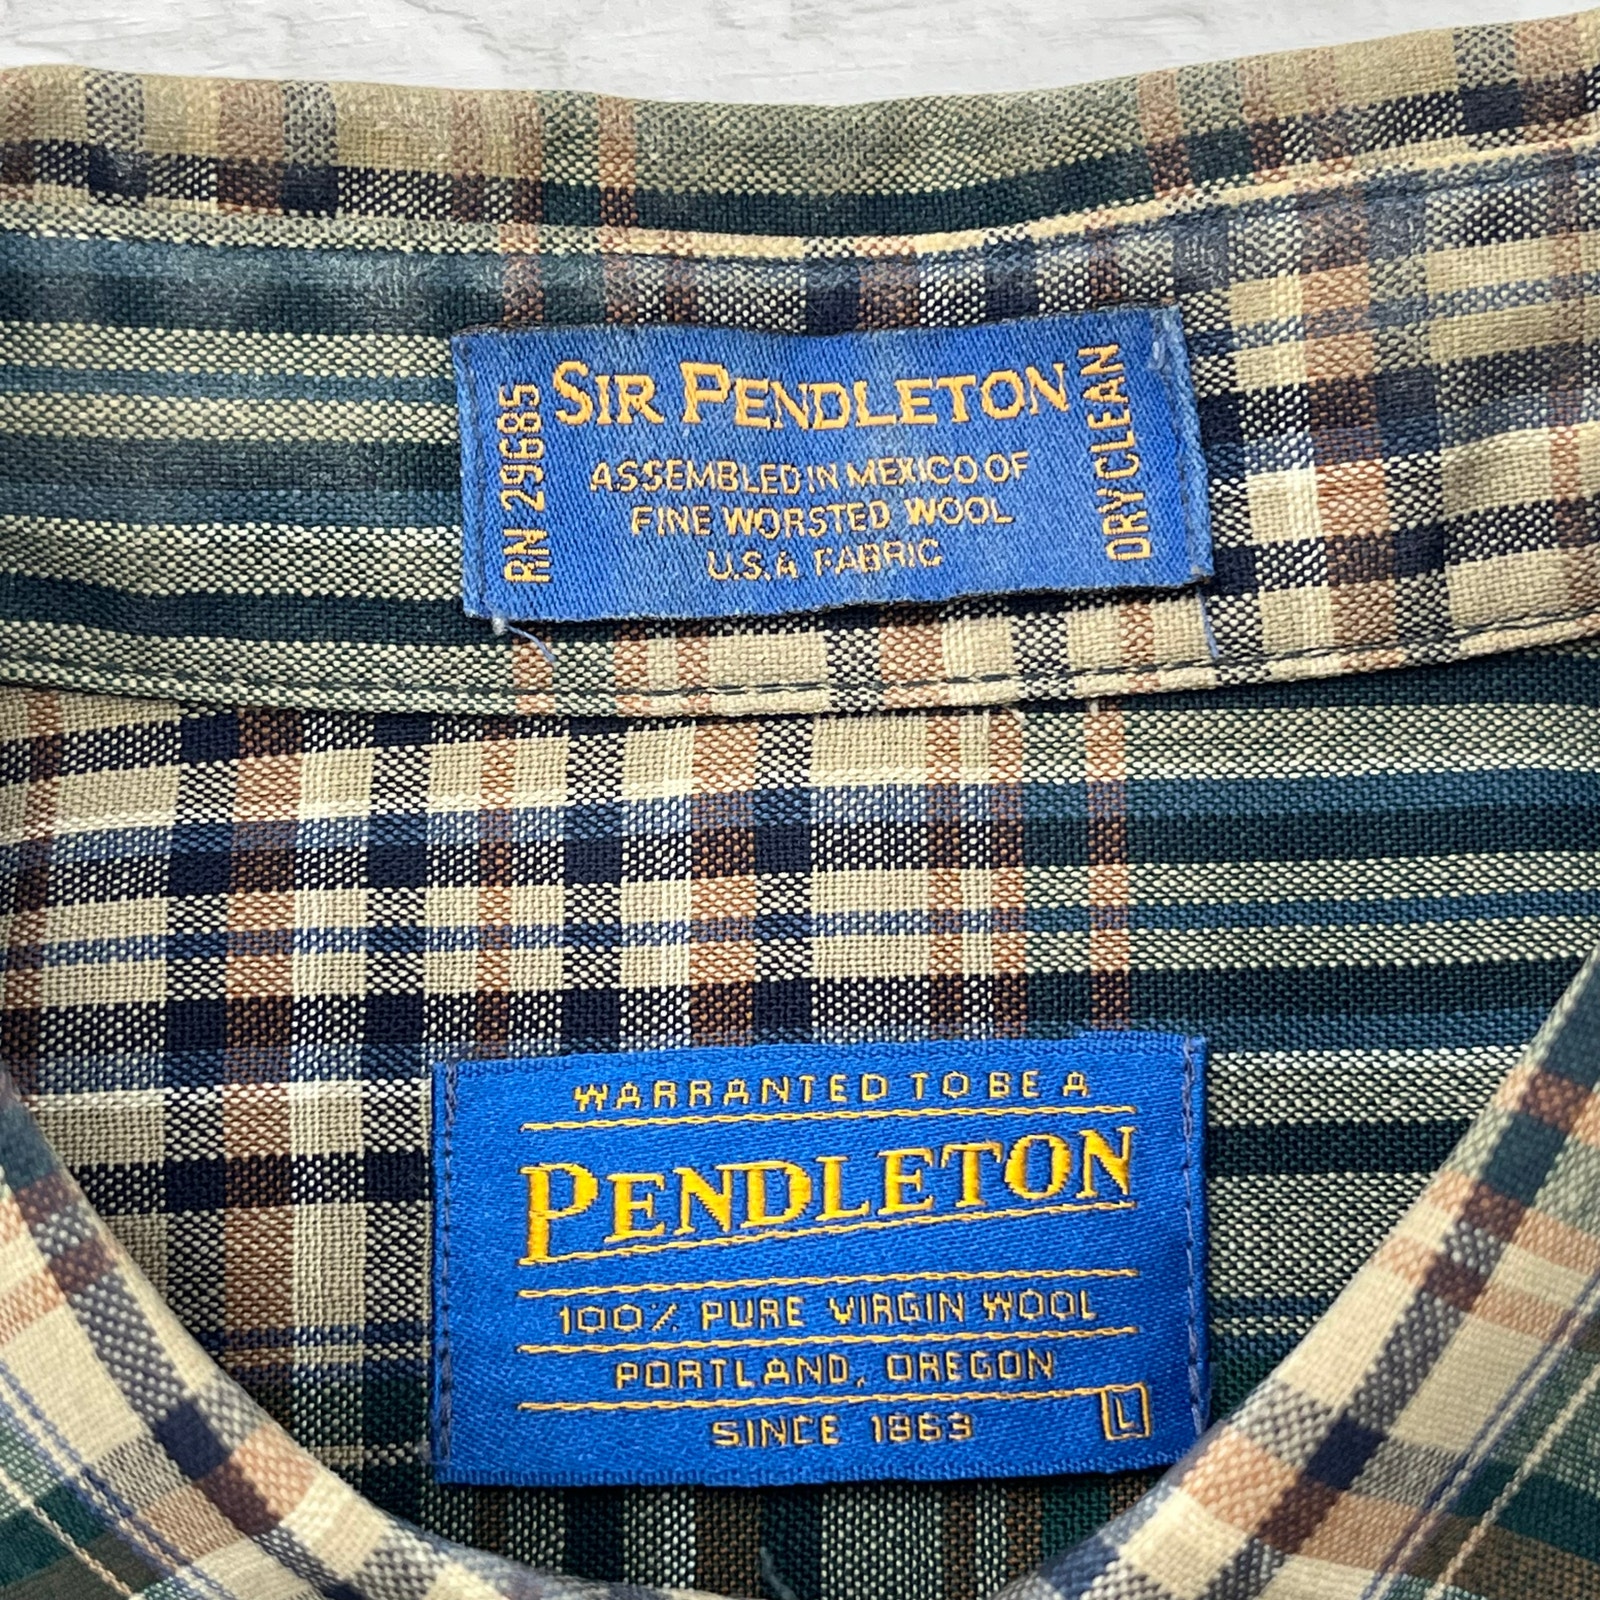 SIR PENDLETON
RN 29685
ASSEMBLED IN MEXICO OF
FINE WORSTED WOOL
U.S.A. FABRIC
DRY CLEAN
WARRANTED TO BE A
PENDLETON
100% PURE VIRGIN WOOL
PORTLAND, OREGON
SINCE 1863
L